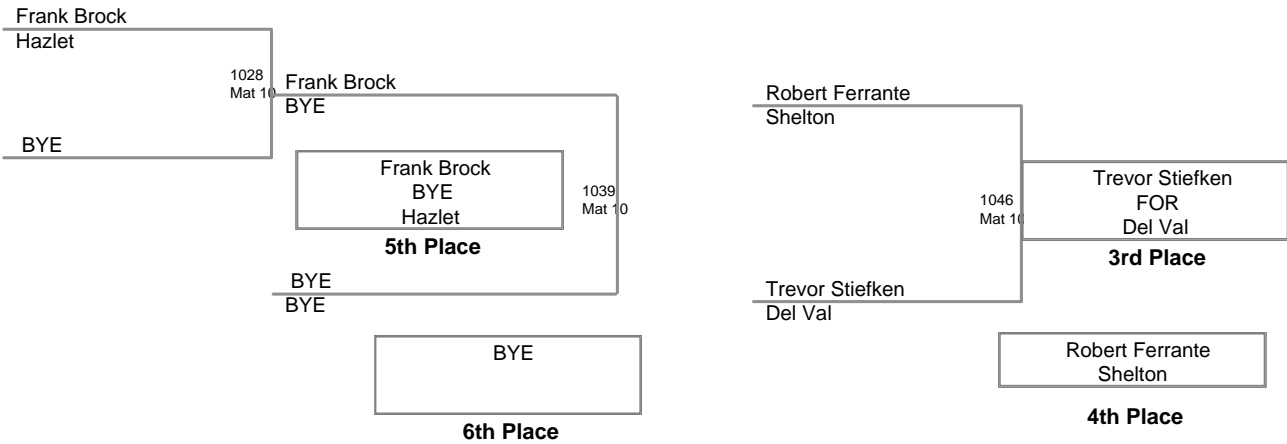 Frank Brock
Hazlet
1028
Mat 10
BYE
Frank Brock
BYE
Frank Brock
BYE
Hazlet
5th Place
1039
Mat 10
BYE
BYE
BYE
6th Place
Robert Ferrante
Shelton
1046
Mat 10
Trevor Stiefken
FOR
Del Val
3rd Place
Trevor Stiefken
Del Val
Robert Ferrante
Shelton
4th Place